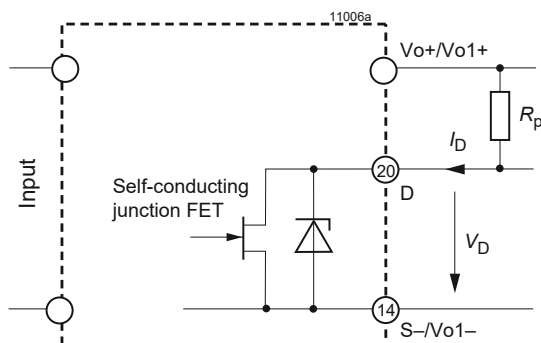 11006a
Vo+/Vo1+
Rp
ID
20
D
Self-conducting
junction FET
Input
VD
14
S–/Vo1–